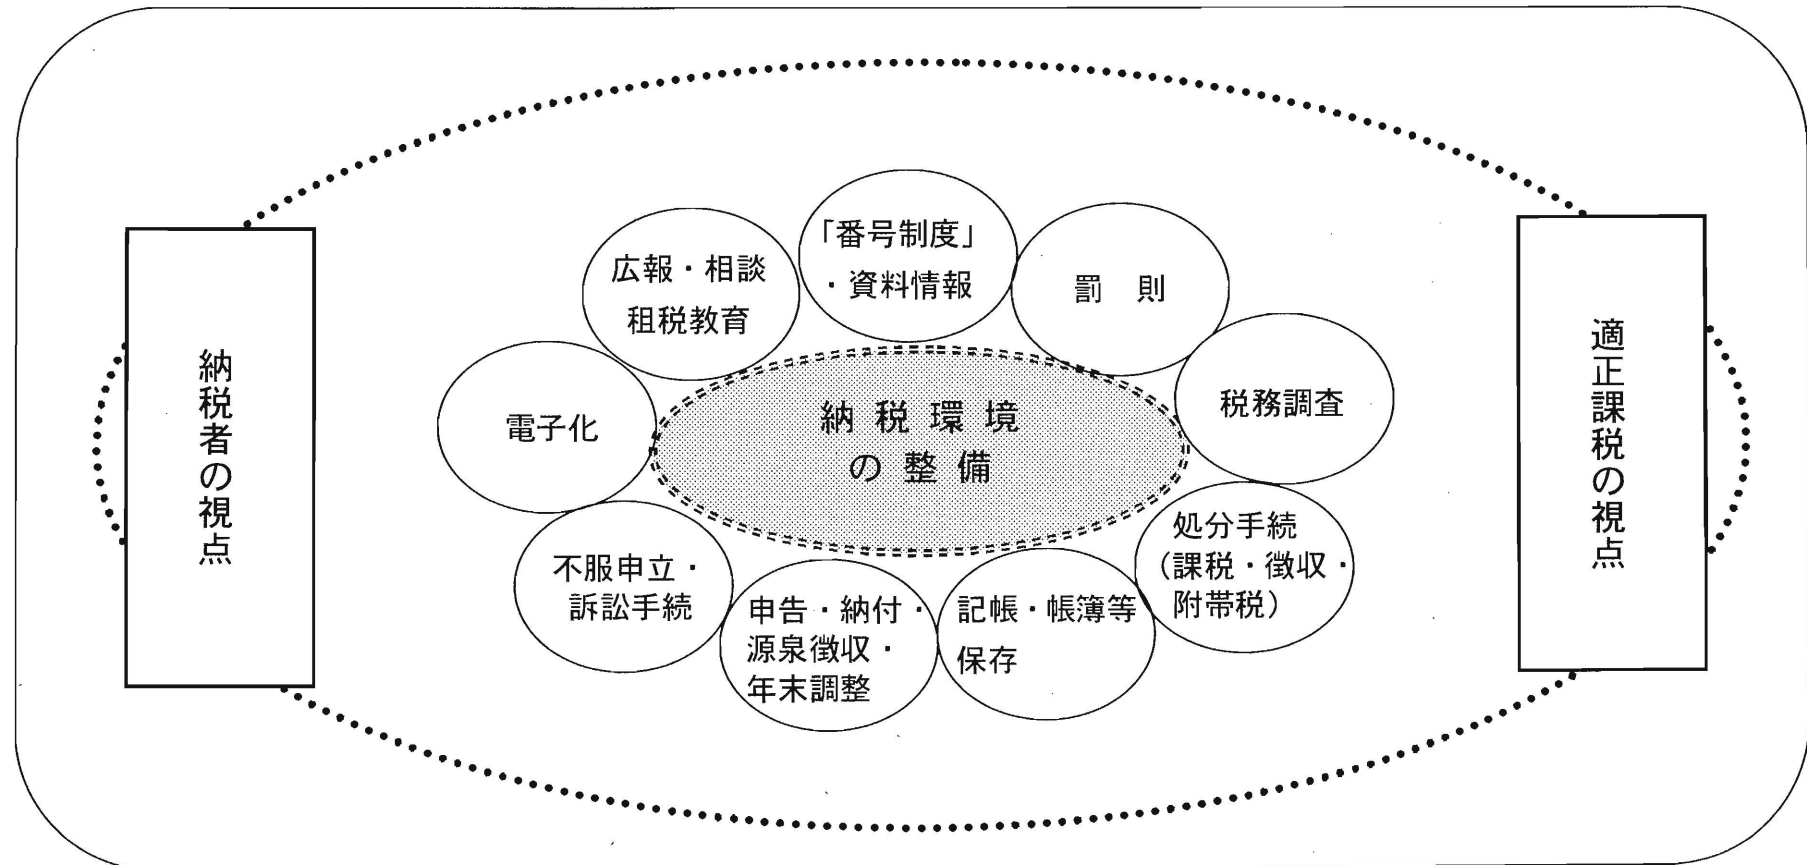 「番号制度」
・資料情報
広報・相談
租税教育
罰　則
税務調査
電子化
納税環境
の整備
納税者の視点
適正課税の視点
処分手続
（課税・徴収・
附帯税）
不服申立・
訴訟手続
申告・納付・
源泉徴収・
年末調整
記帳・帳簿等
保存